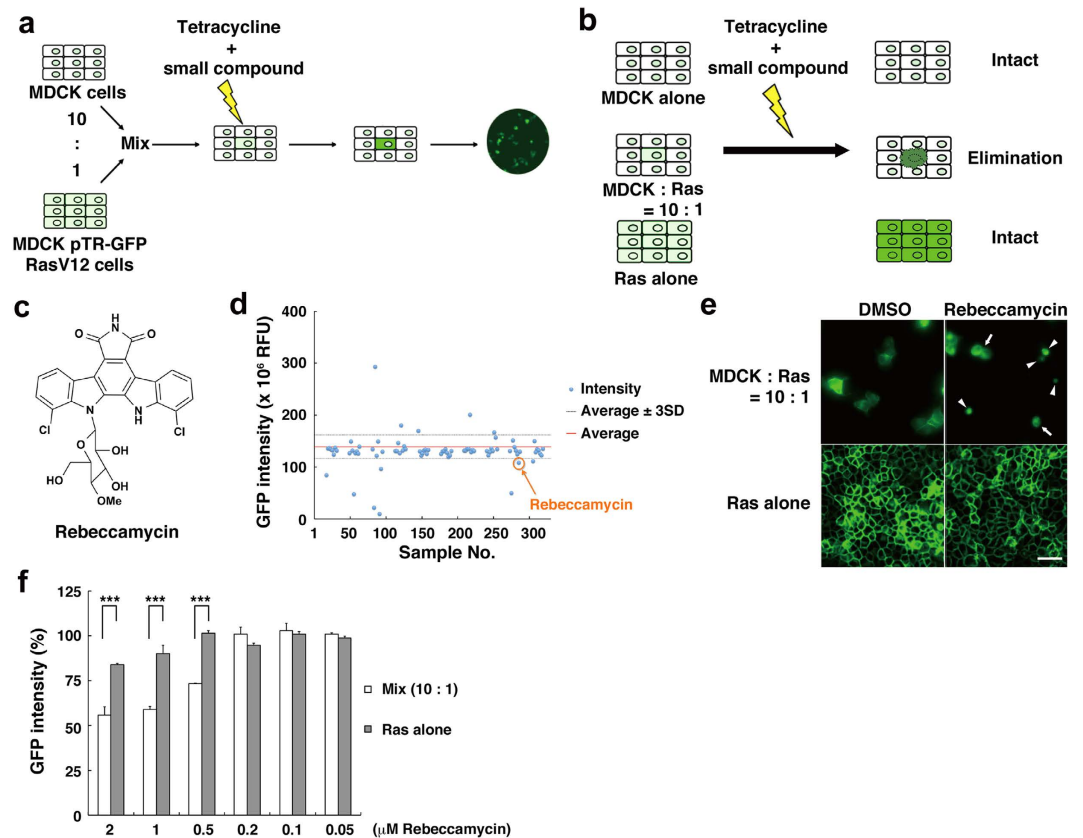 a
Tetracycline
+
small compound
MDCK cells
10
:
1
Mix
MDCK pTR-GFP
RasV12 cells
b
Tetracycline
+
small compound
MDCK alone
Intact
MDCK : Ras
= 10 : 1
Elimination
Ras alone
Intact
c
H
N
O
O
Cl
N
N
H
Cl
O
OH
HO
OH
OMe
Rebeccamycin
d
GFP intensity (x 10⁶ RFU)
400
300
200
100
0
1
50
100
150
200
250
300
Sample No.
Rebeccamycin
Intensity
Average ± 3SD
Average
e
DMSO
Rebeccamycin
MDCK : Ras
= 10 : 1
Ras alone
f
GFP intensity (%)
125
100
75
50
25
0
***
***
***
2
1
0.5
0.2
0.1
0.05
(μM Rebeccamycin)
Mix (10 : 1)
Ras alone